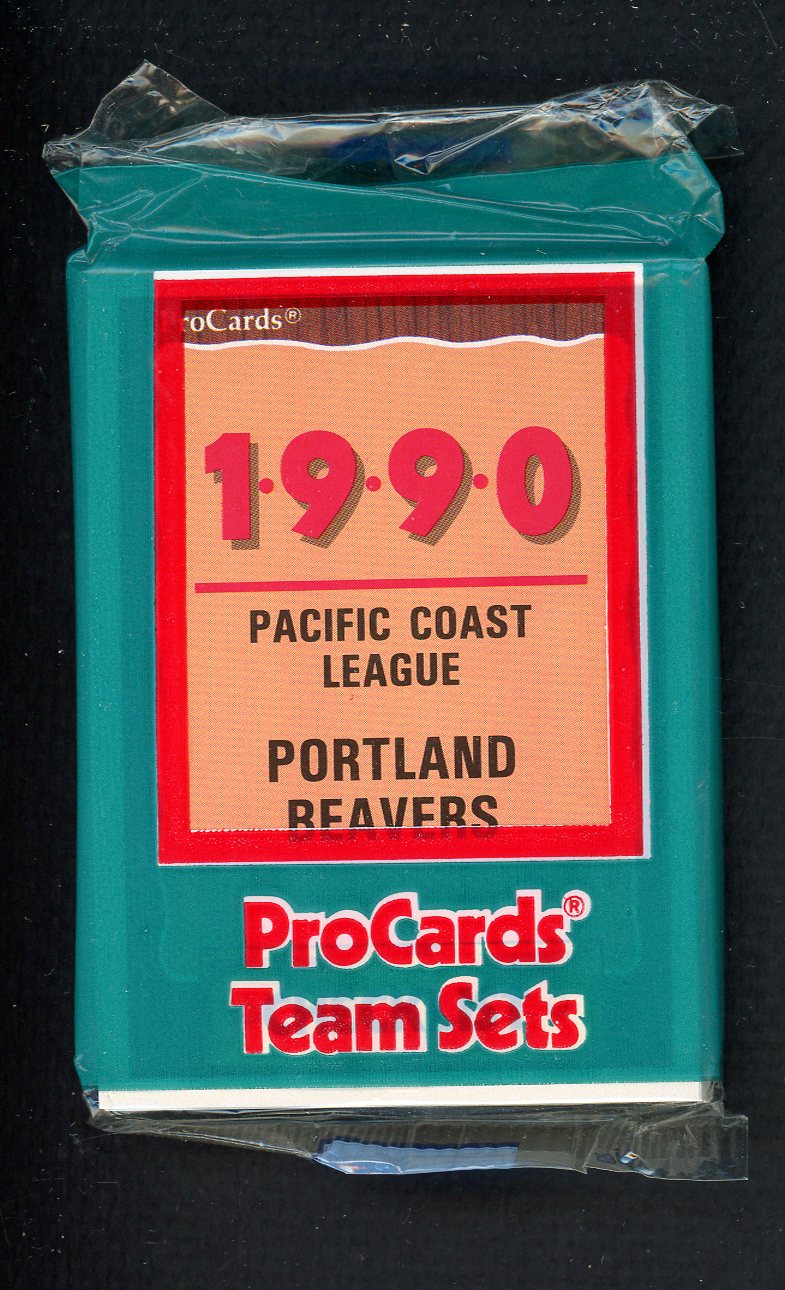 roCards®
1·9·9·0
PACIFIC COAST
LEAGUE
PORTLAND
BEAVERS
ProCards®
Team Sets